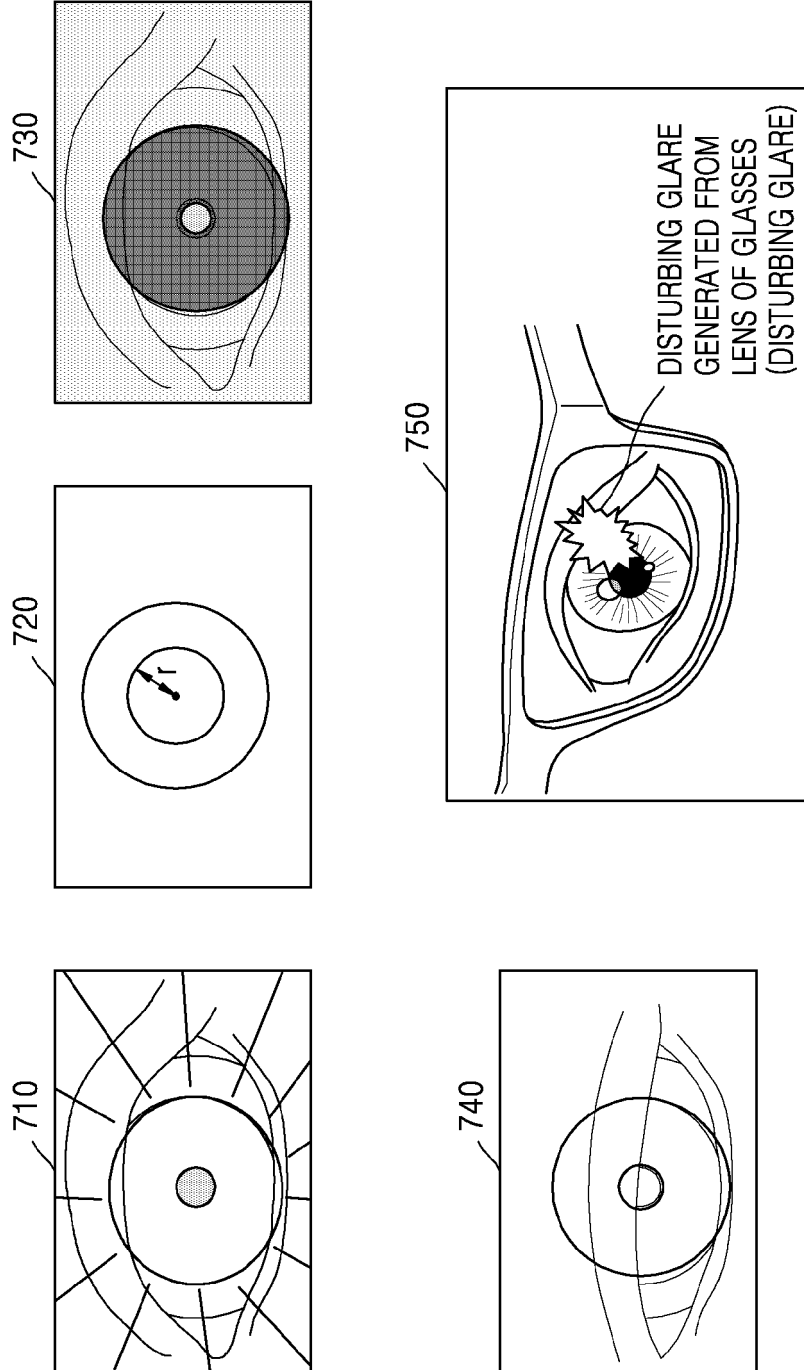 710
720
r
730
740
750
DISTURBING GLARE
GENERATED FROM
LENS OF GLASSES
(DISTURBING GLARE)